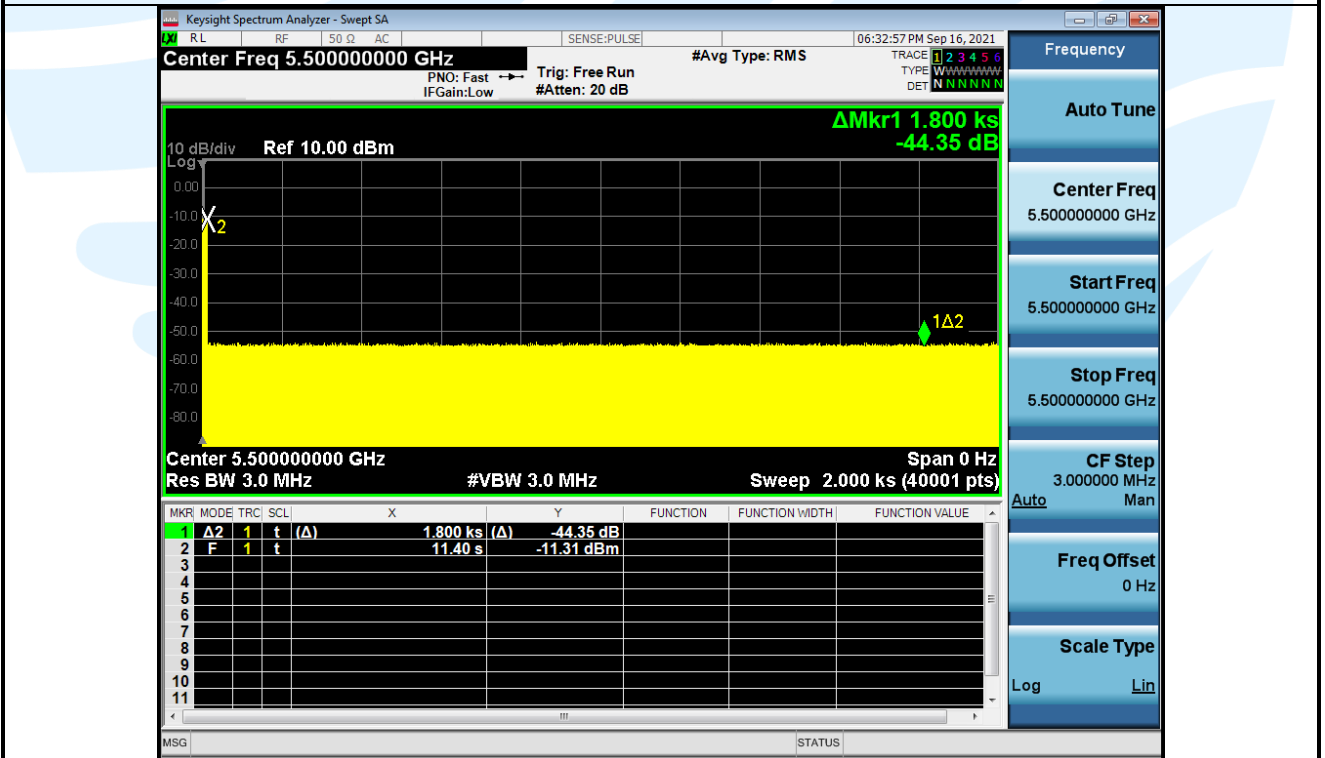 Keysight Spectrum Analyzer - Swept SA
LXI RL RF 50 Ω AC SENSE:PULSE 06:32:57 PM Sep 16, 2021
Center Freq 5.500000000 GHz #Avg Type: RMS TRACE 1 2 3 4 5 6
PNO: Fast Trig: Free Run TYPE WWWWWW
IFGain:Low #Atten: 20 dB DET N N N N N N
ΔMkr1 1.800 ks
-44.35 dB
10 dB/div Ref 10.00 dBm
Log
0.00
-10.0
2
-20.0
-30.0
-40.0
-50.0
1Δ2
-60.0
-70.0
-80.0
Center 5.500000000 GHz Span 0 Hz
Res BW 3.0 MHz #VBW 3.0 MHz Sweep 2.000 ks (40001 pts)
MKR MODE TRC SCL X Y FUNCTION FUNCTION WIDTH FUNCTION VALUE
1 Δ2 1 t (Δ) 1.800 ks (Δ) -44.35 dB
2 F 1 t 11.40 s -11.31 dBm
3
4
5
6
7
8
9
10
11
MSG STATUS
Frequency
Auto Tune
Center Freq
5.500000000 GHz
Start Freq
5.500000000 GHz
Stop Freq
5.500000000 GHz
CF Step
3.000000 MHz
Auto Man
Freq Offset
0 Hz
Scale Type
Log Lin